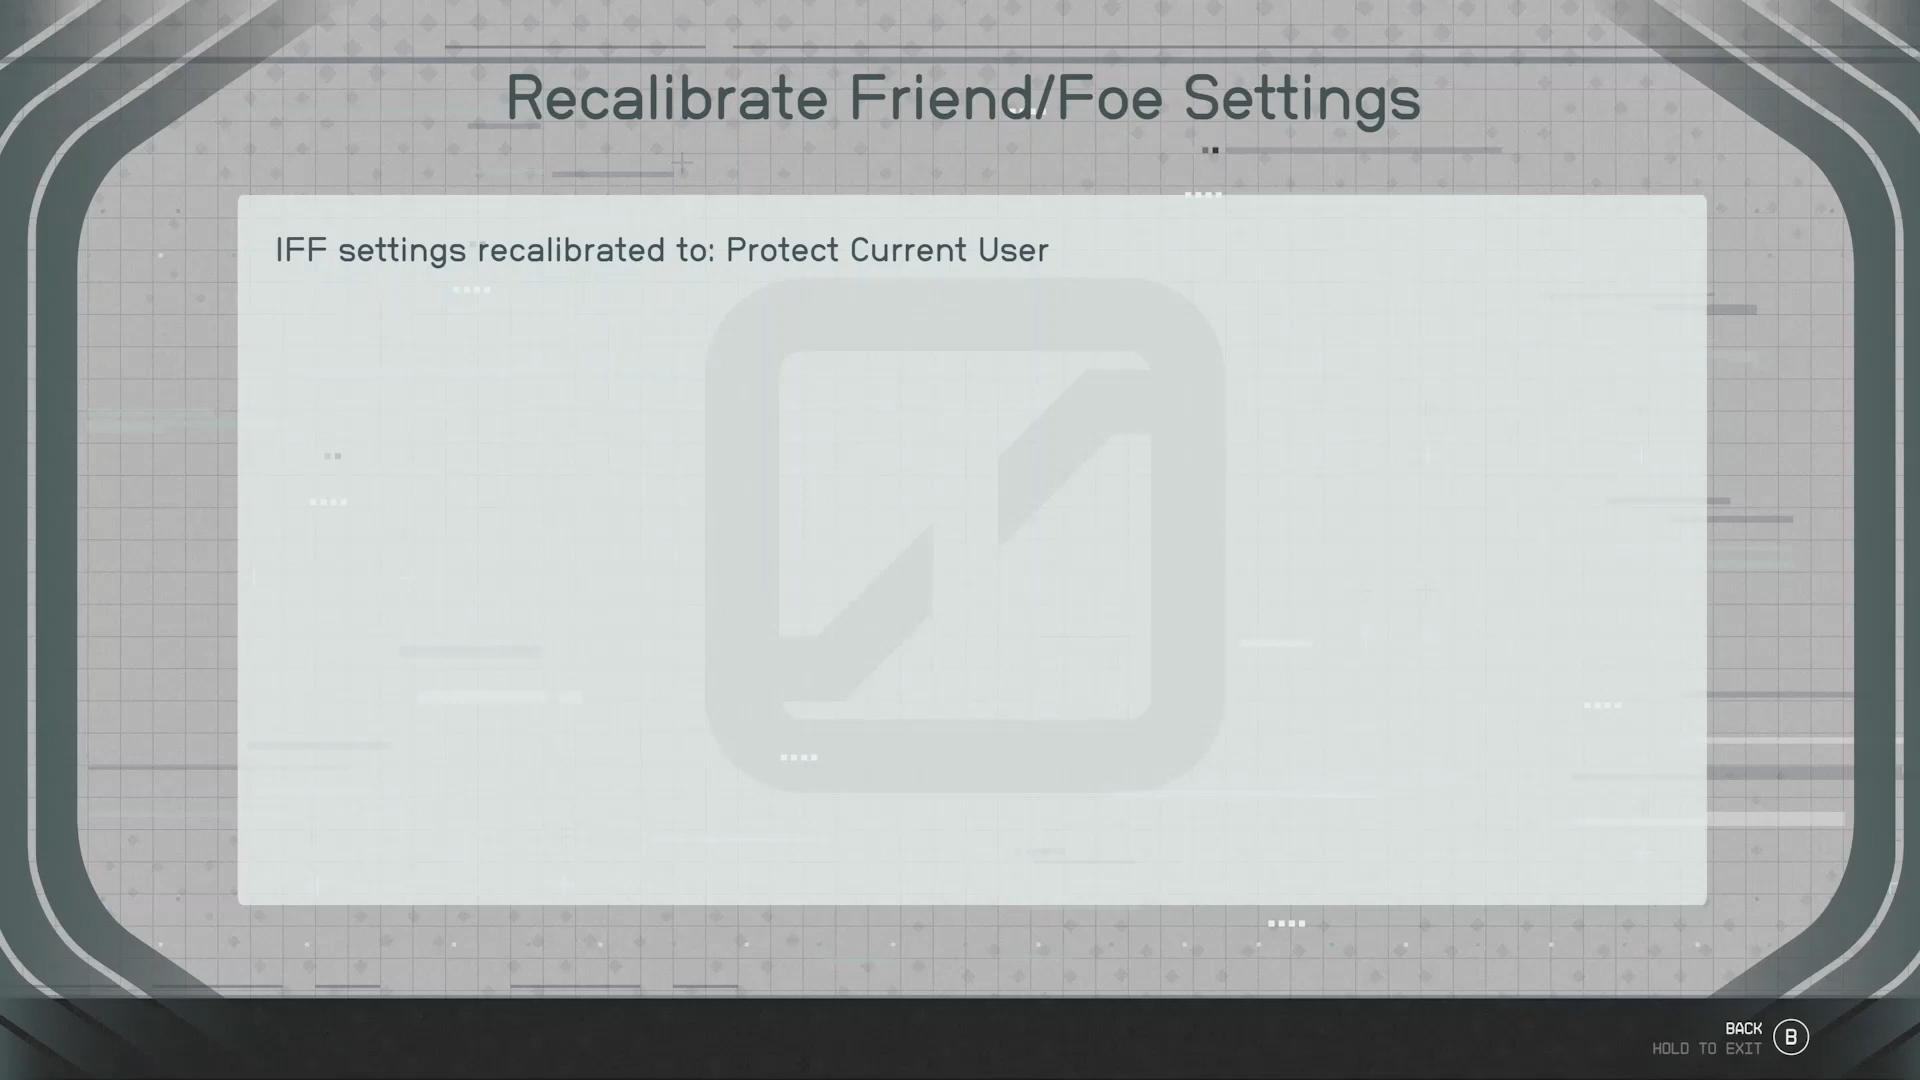 Recalibrate Friend/Foe Settings
IFF settings recalibrated to: Protect Current User
BACK
HOLD TO EXIT
B